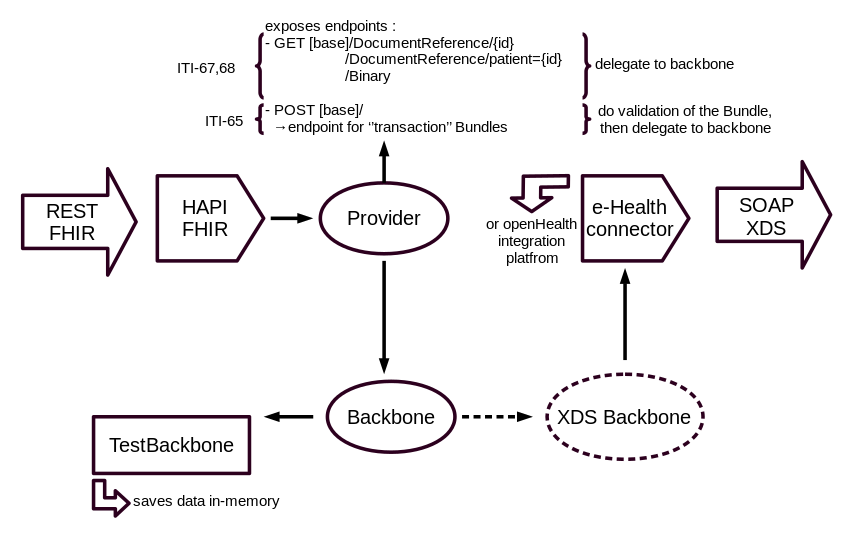 exposes endpoints :
- GET [base]/DocumentReference/{id}
/DocumentReference/patient={id}
/Binary
ITI-67,68
delegate to backbone
- POST [base]/
→endpoint for ‘’transaction’’ Bundles
ITI-65
do validation of the Bundle,
then delegate to backbone
REST
FHIR
HAPI
FHIR
Provider
or openHealth
integration
platfrom
e-Health
connector
SOAP
XDS
Backbone
XDS Backbone
TestBackbone
saves data in-memory